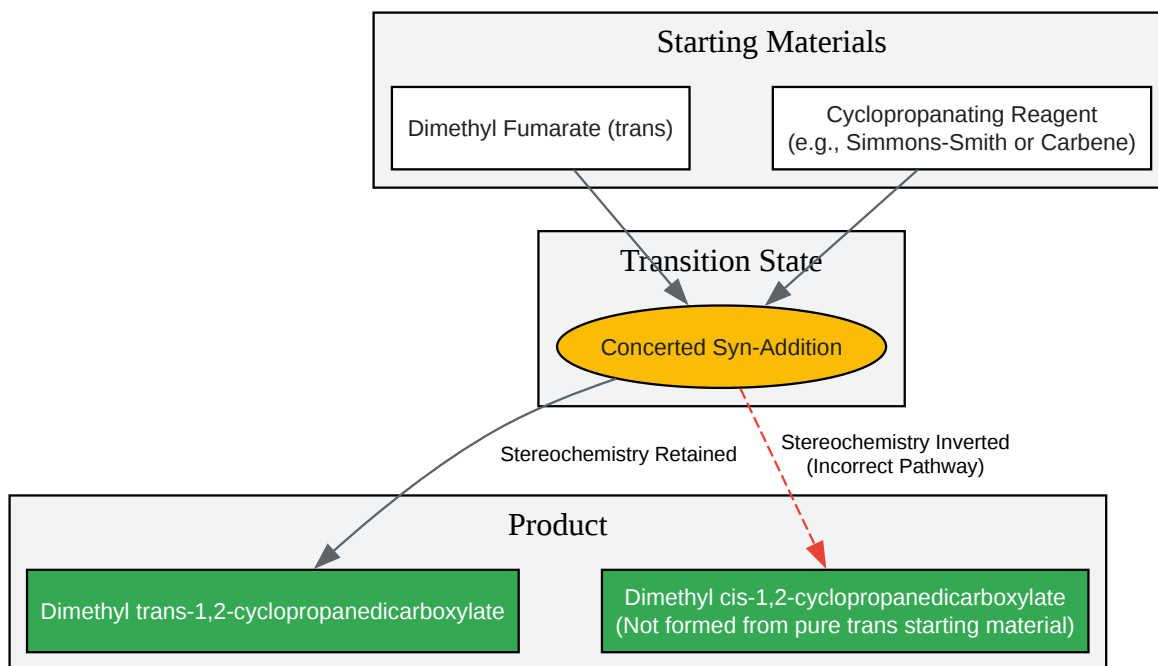 Starting Materials
Dimethyl Fumarate (trans)
Cyclopropanating Reagent
(e.g., Simmons-Smith or Carbene)
Transition State
Concerted Syn-Addition
Stereochemistry Retained
Stereochemistry Inverted
(Incorrect Pathway)
Product
Dimethyl trans-1,2-cyclopropanedicarboxylate
Dimethyl cis-1,2-cyclopropanedicarboxylate
(Not formed from pure trans starting material)